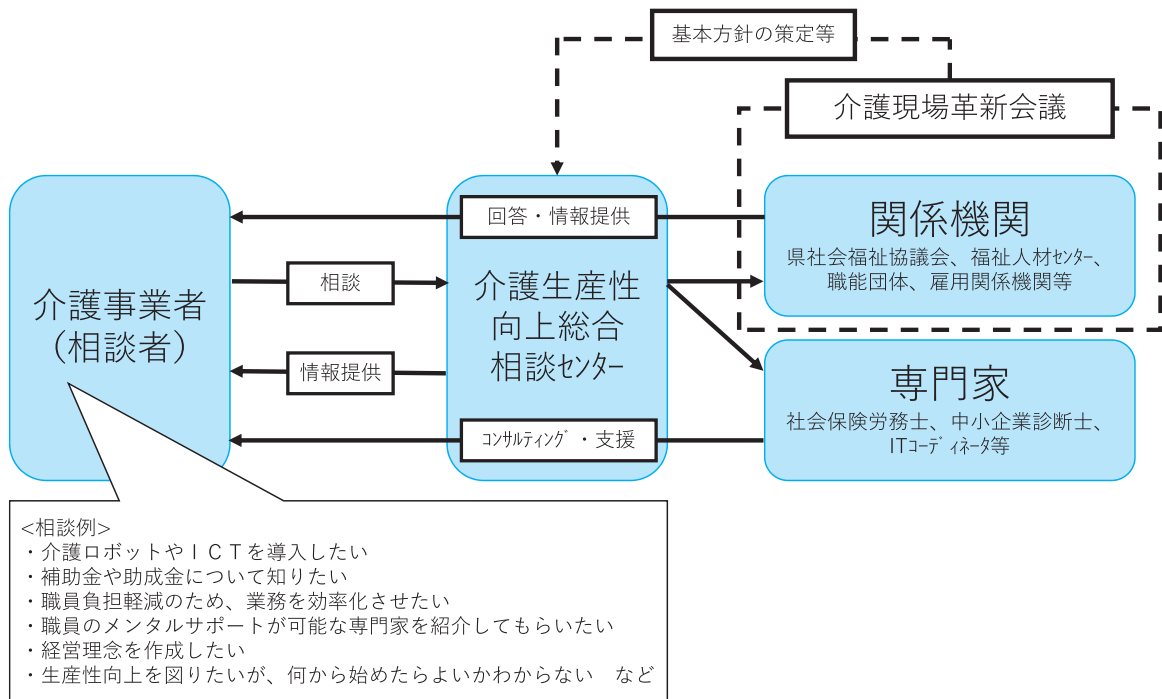 基本方針の策定等
介護現場革新会議
回答・情報提供
関係機関
県社会福祉協議会、福祉人材ｾﾝﾀｰ、
職能団体、雇用関係機関等
相談
介護事業者
（相談者）
介護生産性
向上総合
相談ｾﾝﾀｰ
情報提供
専門家
社会保険労務士、中小企業診断士、
ITｺｰﾃﾞｨﾈｰﾀ等
ｺﾝｻﾙﾃｨﾝｸﾞ・支援
<相談例>
・介護ロボットやＩＣＴを導入したい
・補助金や助成金について知りたい
・職員負担軽減のため、業務を効率化させたい
・職員のメンタルサポートが可能な専門家を紹介してもらいたい
・経営理念を作成したい
・生産性向上を図りたいが、何から始めたらよいかわからない　など